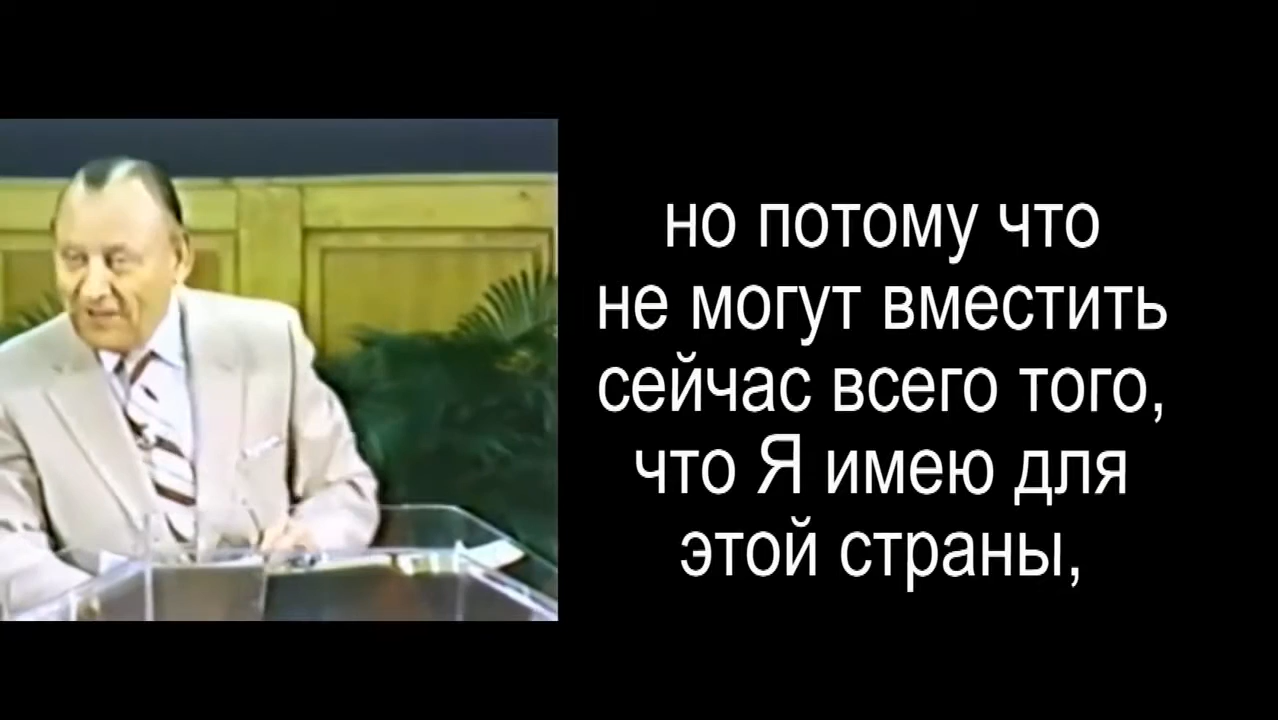 но потому что
не могут вместить
сейчас всего того,
что Я имею для
этой страны,